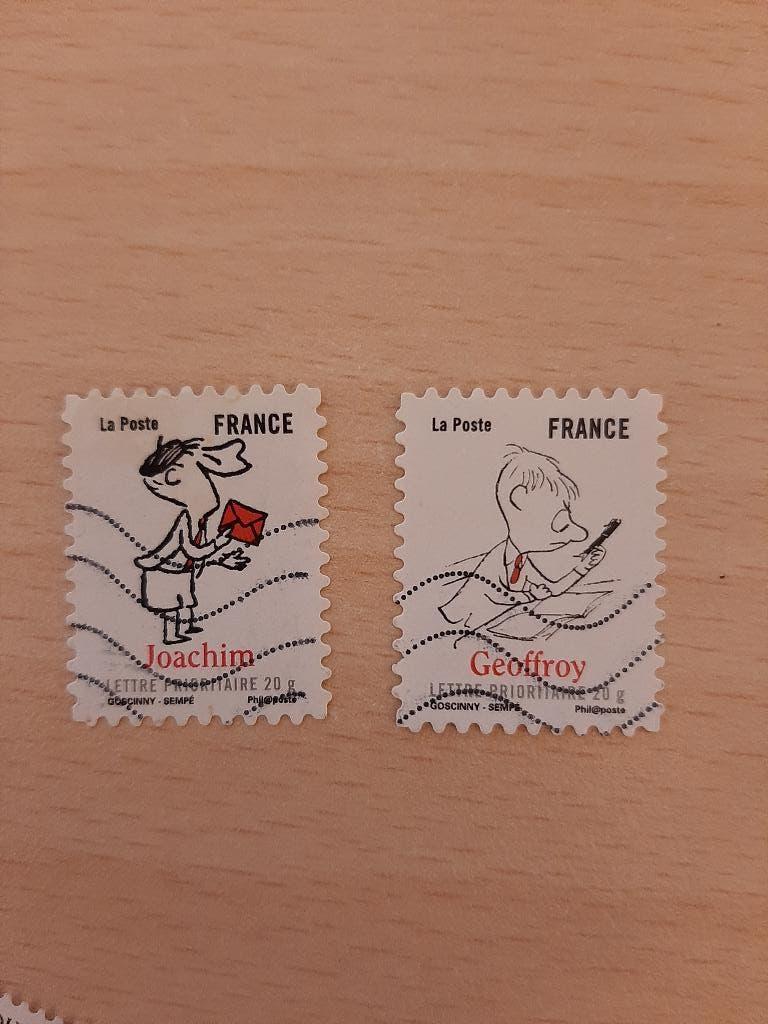 La Poste FRANCE
Joachim
LETTRE PRIORITAIRE 20 g
GOSCINNY - SEMPÉ Phil@poste
La Poste FRANCE
Geoffroy
LETTRE PRIORITAIRE 20 g
GOSCINNY - SEMPÉ Phil@poste